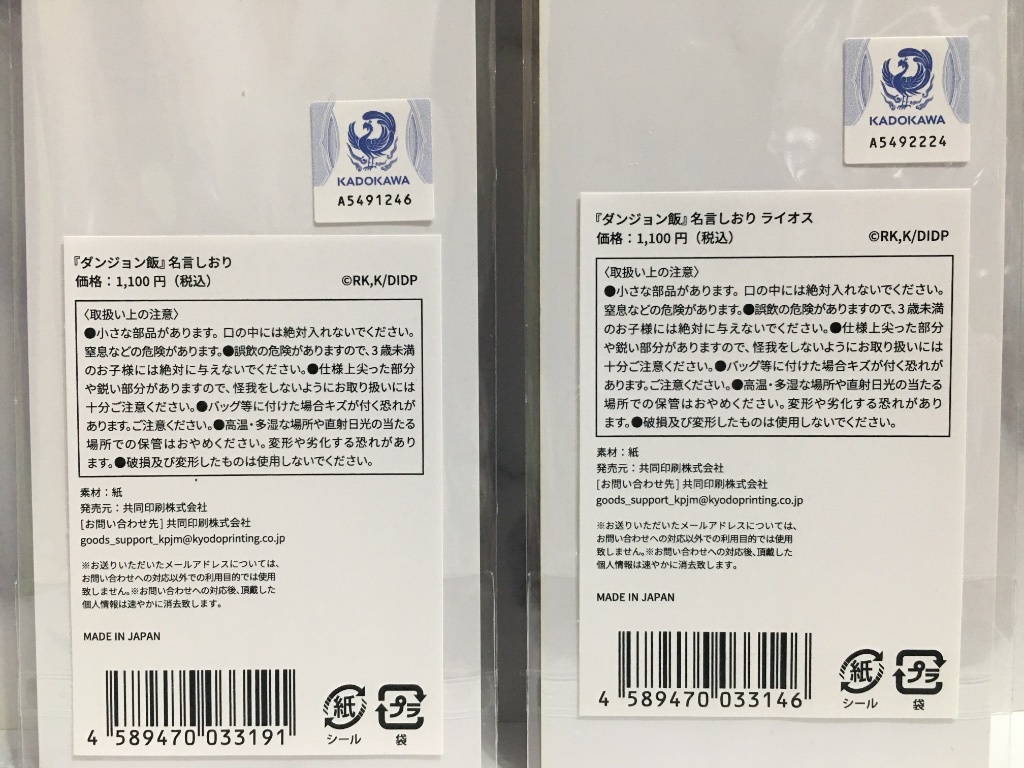 KADOKAWA
A5491246
『ダンジョン飯』名言しおり
価格：1,100 円（税込）
©RK,K/DIDP
〈取扱い上の注意〉
●小さな部品があります。口の中には絶対入れないでください。
窒息などの危険があります。●誤飲の危険がありますので、3 歳未満
のお子様には絶対に与えないでください。●仕様上尖った部分
や鋭い部分がありますので、怪我をしないようにお取り扱いには
十分ご注意ください。●バッグ等に付けた場合キズが付く恐れが
あります。ご注意ください。●高温・多湿な場所や直射日光の当たる
場所での保管はおやめください。変形や劣化する恐れがあり
ます。●破損及び変形したものは使用しないでください。
素材：紙
発売元：共同印刷株式会社
[お問い合わせ先] 共同印刷株式会社
goods_support_kpjm@kyodoprinting.co.jp
※お送りいただいたメールアドレスについては、
お問い合わせへの対応以外での利用目的では使用
致しません。※お問い合わせへの対応後、頂戴した
個人情報は速やかに消去致します。
MADE IN JAPAN
4 589470 033191
紙
シール
プラ
袋
KADOKAWA
A5492224
『ダンジョン飯』名言しおり ライオス
価格：1,100 円（税込）
©RK,K/DIDP
〈取扱い上の注意〉
●小さな部品があります。口の中には絶対入れないでください。
窒息などの危険があります。●誤飲の危険がありますので、3 歳未満
のお子様には絶対に与えないでください。●仕様上尖った部分
や鋭い部分がありますので、怪我をしないようにお取り扱いには
十分ご注意ください。●バッグ等に付けた場合キズが付く恐れが
あります。ご注意ください。●高温・多湿な場所や直射日光の当たる
場所での保管はおやめください。変形や劣化する恐れがあり
ます。●破損及び変形したものは使用しないでください。
素材：紙
発売元：共同印刷株式会社
[お問い合わせ先] 共同印刷株式会社
goods_support_kpjm@kyodoprinting.co.jp
※お送りいただいたメールアドレスについては、
お問い合わせへの対応以外での利用目的では使用
致しません。※お問い合わせへの対応後、頂戴した
個人情報は速やかに消去致します。
MADE IN JAPAN
4 589470 033146
紙
シール
プラ
袋